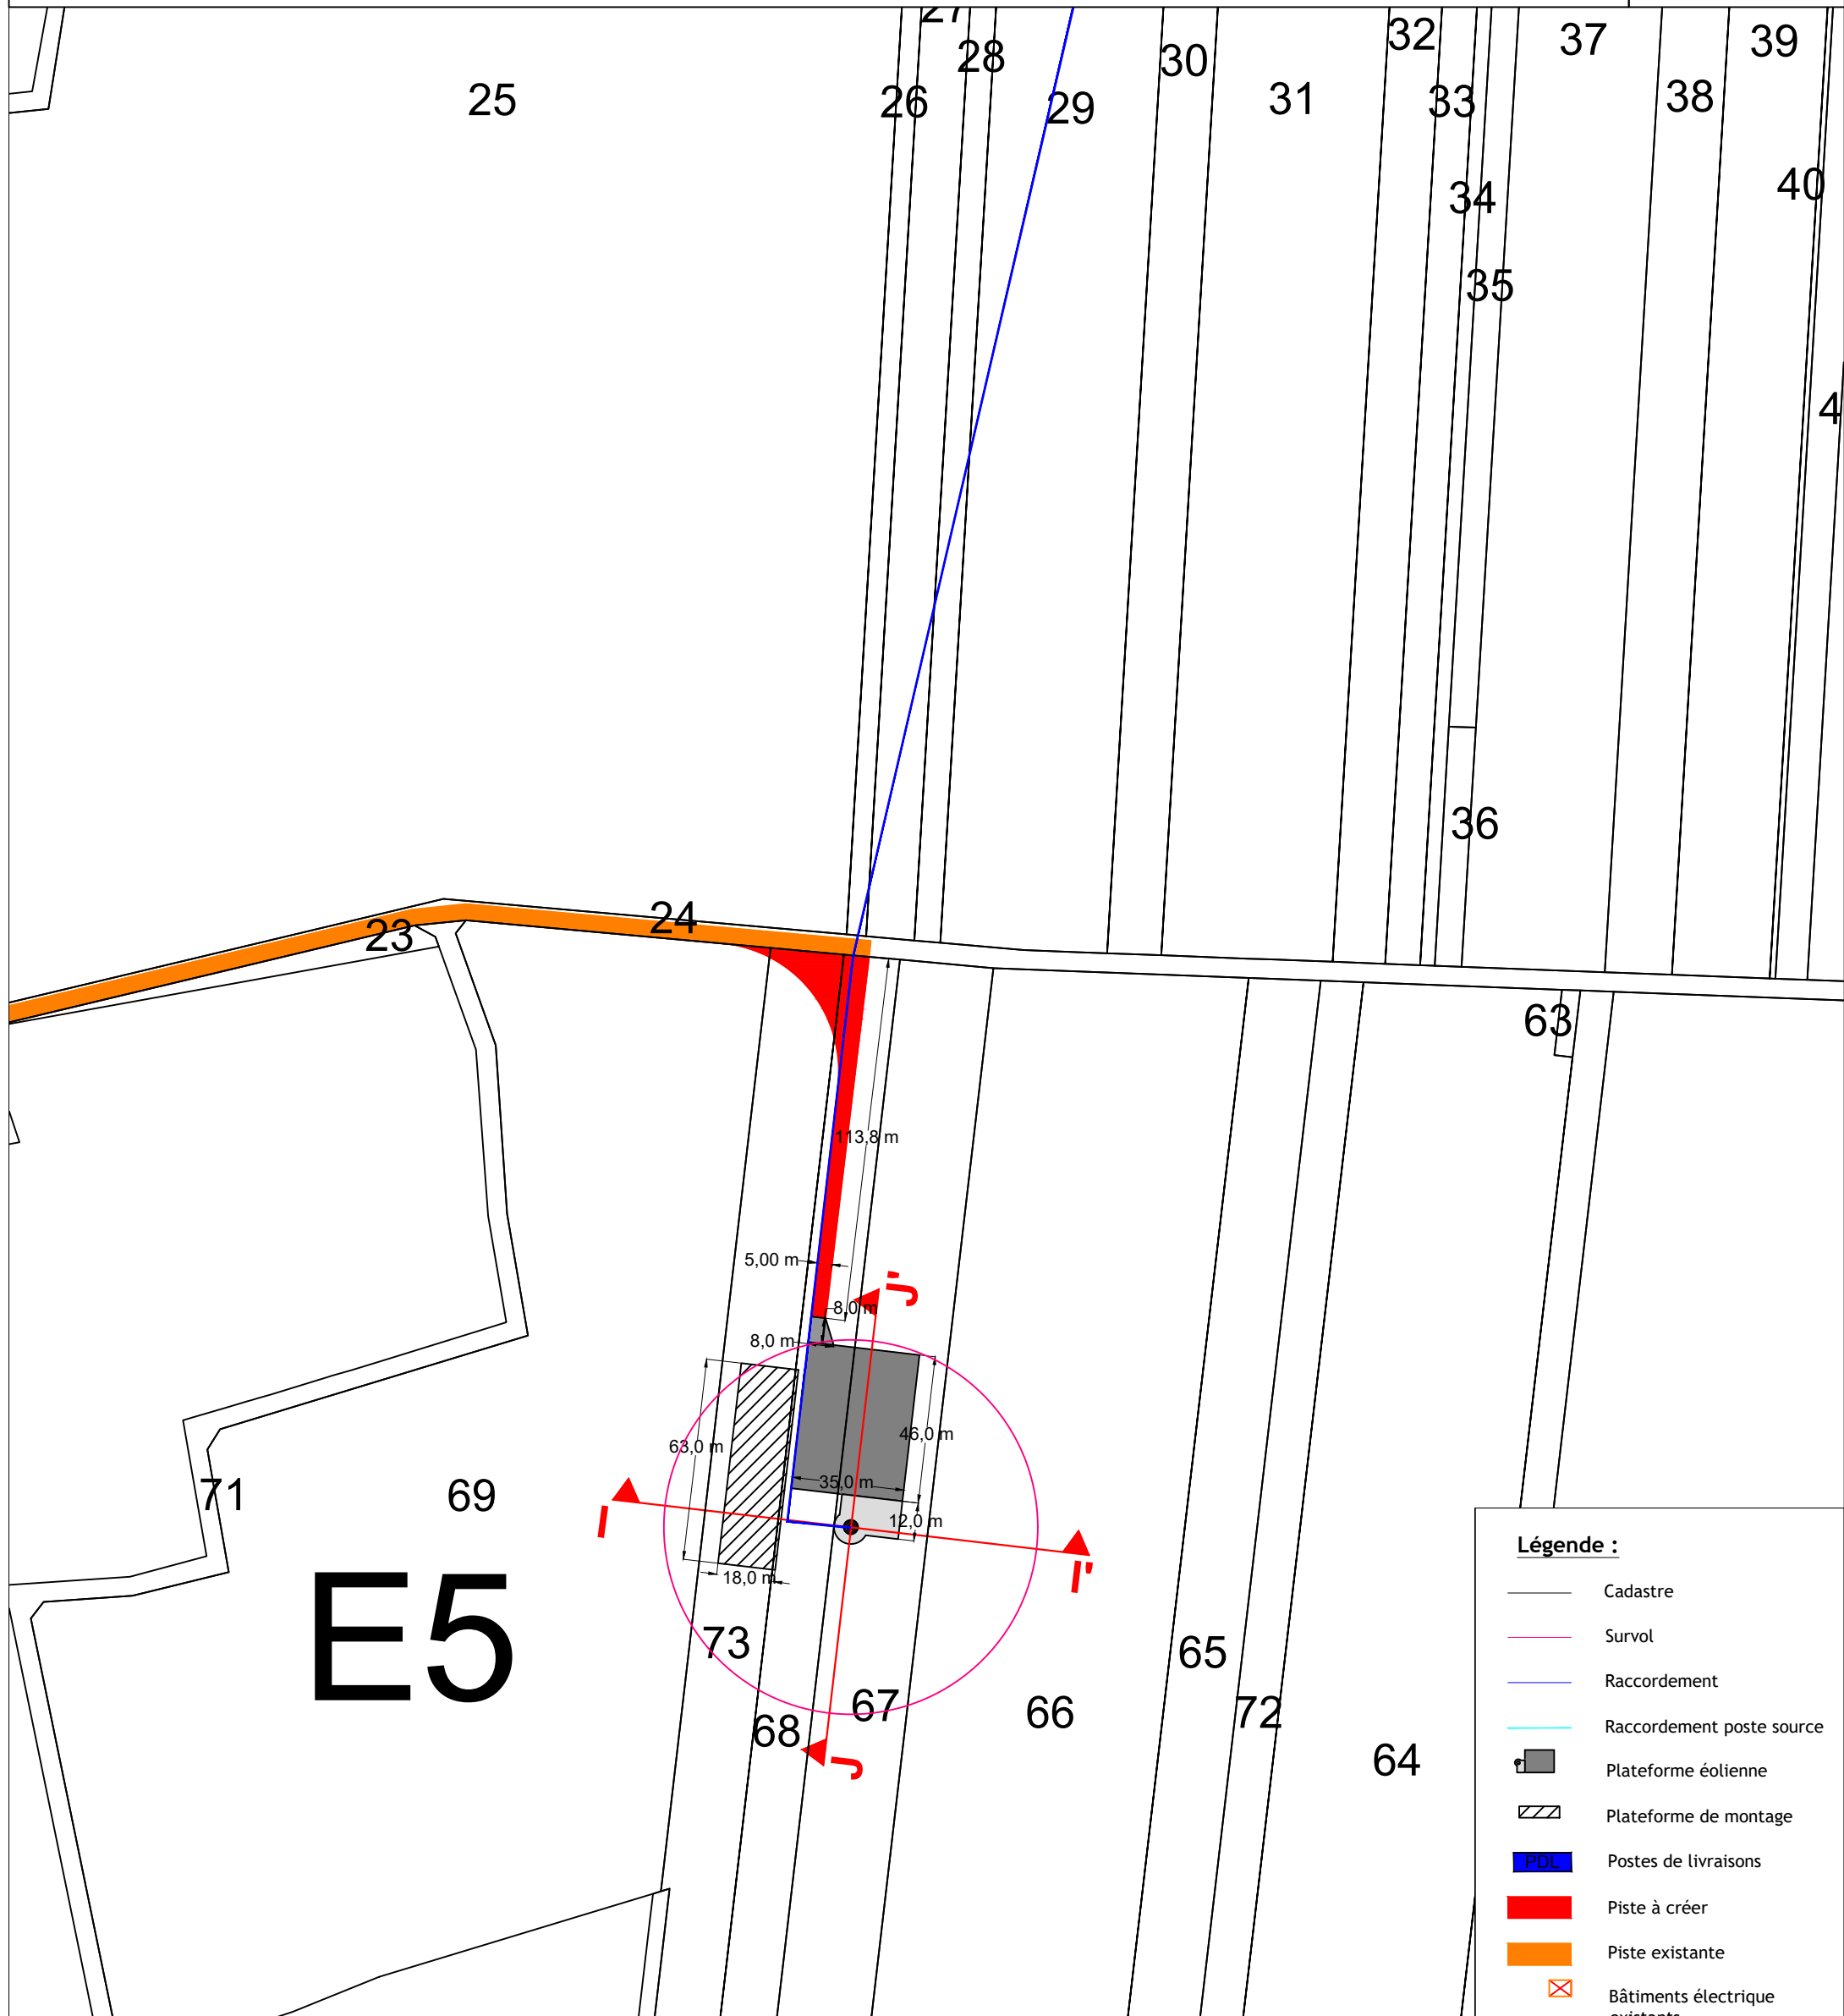 27
32
37
39
28
30
25
26
29
31
33
38
34
40
35
4
36
24
23
63
113,8 m
5,00 m
J'
8,0 m
8,0 m
46,0 m
63,0 m
35,0 m
71
69
I
12,0 m
I'
18,0 m
E5
73
65
67
68
66
72
J
64
Légende :
Cadastre
Survol
Raccordement
Raccordement poste source
Plateforme éolienne
Plateforme de montage
PDL Postes de livraisons
Piste à créer
Piste existante
Bâtiments électrique
existants